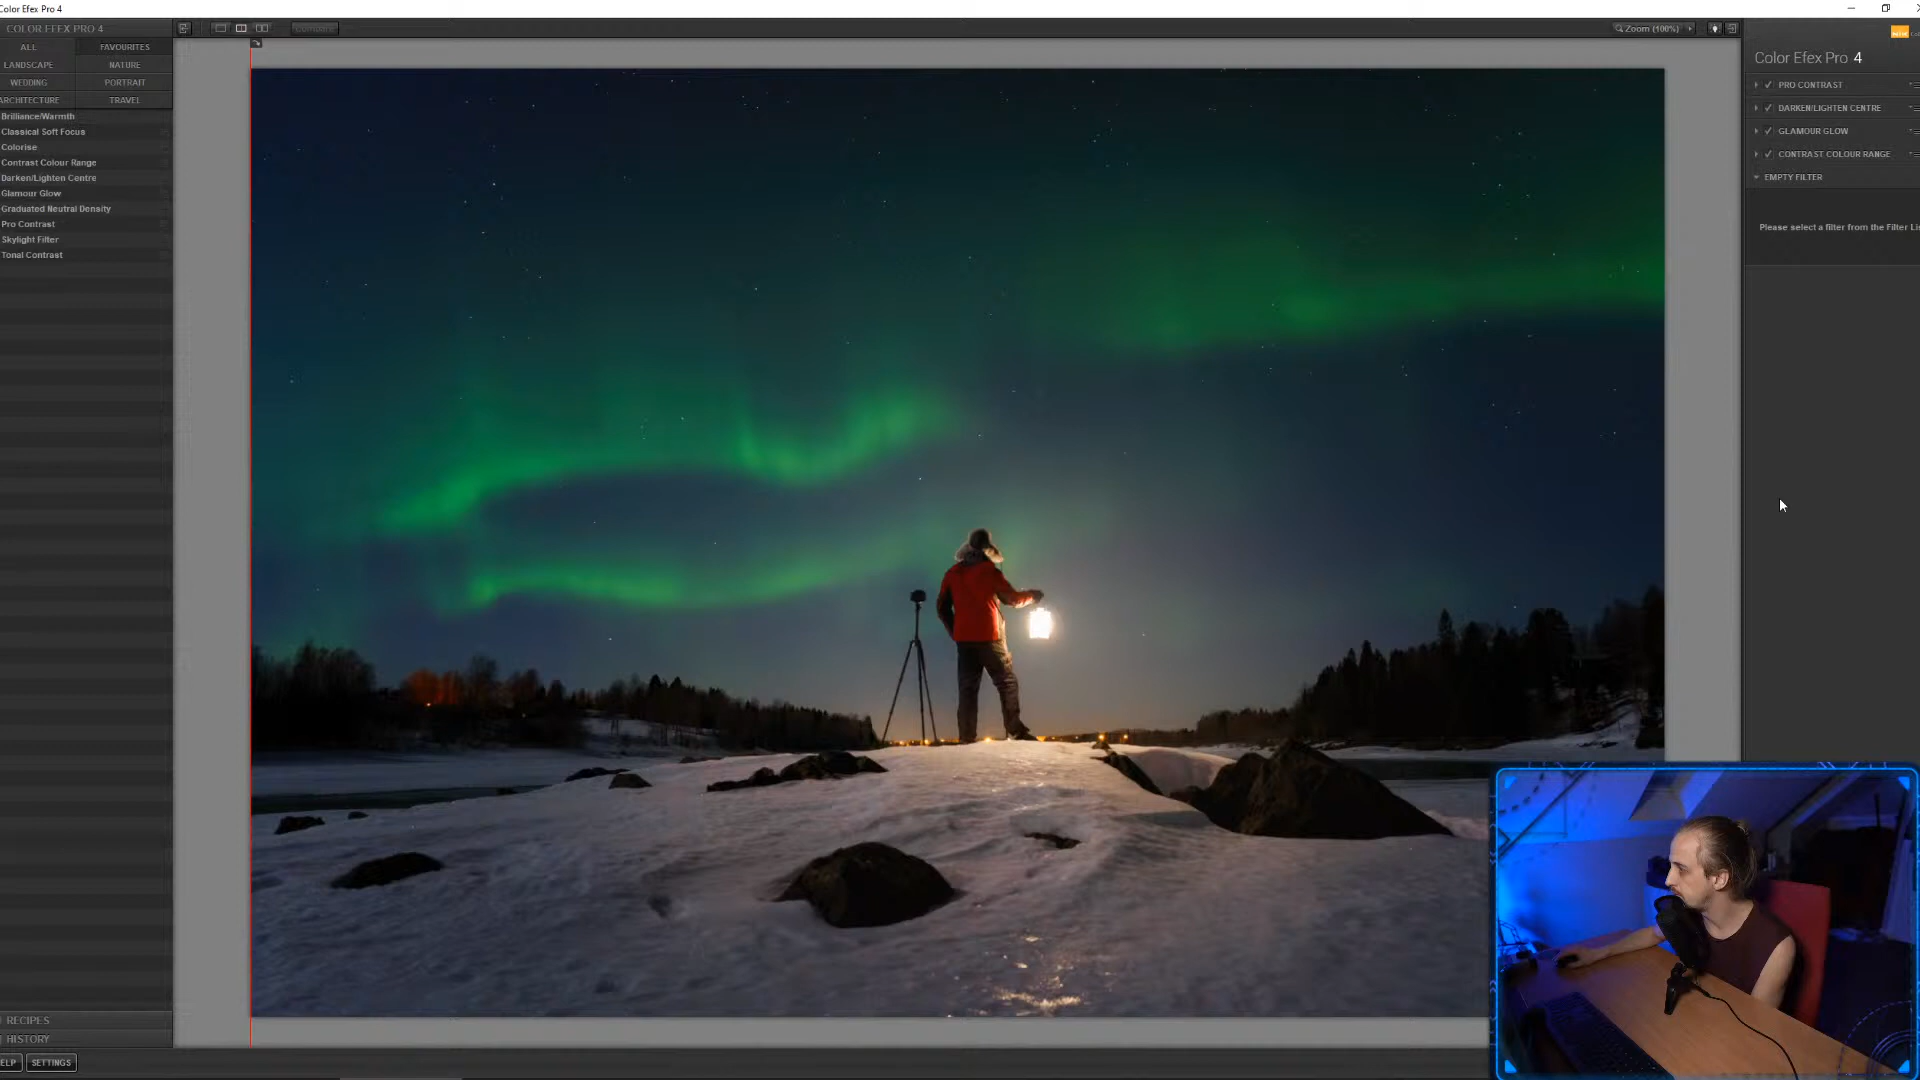 Color Efex Pro 4
COLOR EFEX PRO 4
ALL
FAVOURITES
LANDSCAPE
NATURE
WEDDING
PORTRAIT
ARCHITECTURE
TRAVEL
Brilliance/Warmth
Classical Soft Focus
Colorise
Contrast Colour Range
Darken/Lighten Centre
Glamour Glow
Graduated Neutral Density
Pro Contrast
Skylight Filter
Tonal Contrast
RECIPES
HISTORY
ELP
SETTINGS
Compare
Zoom (100%)
Color Efex Pro 4
PRO CONTRAST
DARKEN/LIGHTEN CENTRE
GLAMOUR GLOW
CONTRAST COLOUR RANGE
EMPTY FILTER
Please select a filter from the Filter Lis